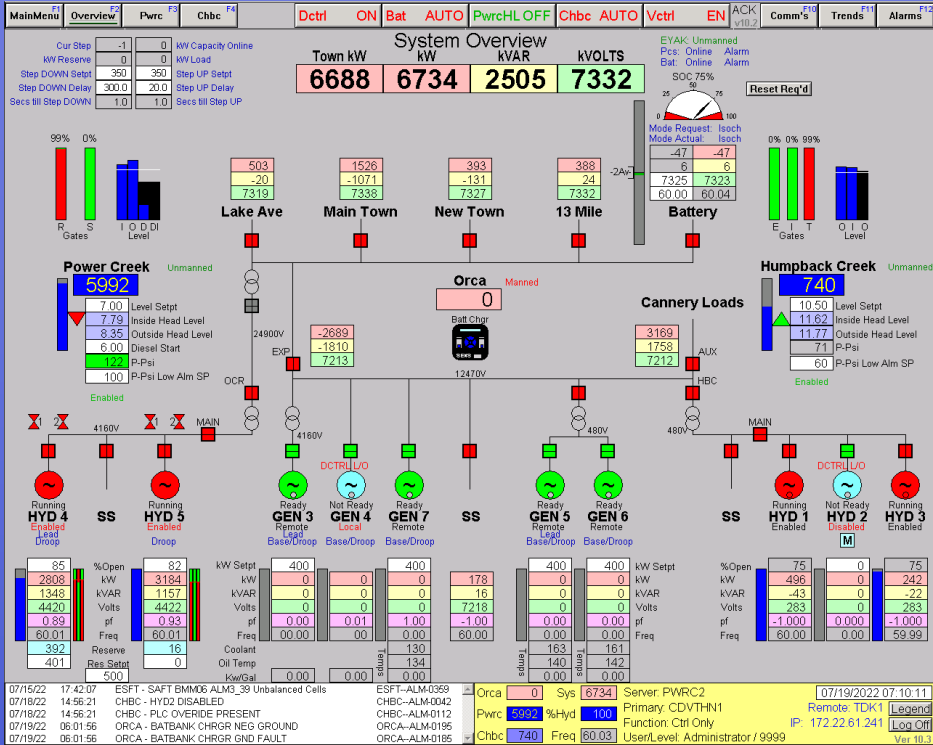 MainMenu F1 Overview F2 Pwrc F3 Chbc F4 Dctrl ON Bat AUTO PwrcHL OFF Chbc AUTO Vctrl EN ACK v10.2 Comm's F10 Trends F11 Alarms F12
System Overview
Cur Step -1 0 kW Capacity Online
kW Reserve 0 0 kW Load
Step DOWN Setpt 350 350 Step UP Setpt
Step DOWN Delay 300.0 20.0 Step UP Delay
Secs till Step DOWN 1.0 1.0 Secs till Step UP
Town kW kW kVAR kVOLTS
6688 6734 2505 7332
EYAK: Unmanned
Pcs: Online Alarm
Bat: Online Alarm
SOC 75%
0 25 50 75 100
Reset Req'd
Mode Request: Isoch
Mode Actual: Isoch
-47 -47
6 6
7325 7323
60.00 60.04
Battery
-2Av
99% 0%
R S
Gates
I O D DI
Level
503
-20
7319
Lake Ave
1526
-1071
7338
Main Town
393
-131
7327
New Town
388
24
7332
13 Mile
0% 0% 99%
E I T
Gates
O I O
Level
Power Creek Unmanned
5992
7.00 Level Setpt
7.79 Inside Head Level
8.35 Outside Head Level
6.00 Diesel Start
122 P-Psi
100 P-Psi Low Alm SP
Enabled
Orca Manned
0
Batt Chgr
Cannery Loads
Humpback Creek Unmanned
740
10.50 Level Setpt
11.62 Inside Head Level
11.77 Outside Head Level
71 P-Psi
60 P-Psi Low Alm SP
Enabled
24900V
EXP
-2689
-1810
7213
3169
1758
7212
AUX
12470V
HBC
OCR
1 2 1 2 MAIN
4160V 4160V 480V 480V MAIN
DCTRL L/O DCTRL L/O
Running
HYD 4
Enabled
Lead
Droop
SS
Running
HYD 5
Enabled
Droop
Ready
GEN 3
Remote
Lead
Base/Droop
Not Ready
GEN 4
Local
Base/Droop
Ready
GEN 7
Remote
Base/Droop
SS
Ready
GEN 5
Remote
Lead
Base/Droop
Ready
GEN 6
Remote
Base/Droop
SS
Running
HYD 1
Enabled
Not Ready
HYD 2
Disabled
M
Running
HYD 3
Enabled
85 %Open 82 kW Setpt 400 400 400 400 kW Setpt %Open 75 0 75
2808 kW 3184 kW 0 0 0 178 0 0 kW kW 496 0 242
1348 kVAR 1157 kVAR 0 0 0 16 0 0 kVAR kVAR -43 0 -22
4420 Volts 4422 Volts 0 0 0 7218 0 0 Volts Volts 283 0 283
0.89 pf 0.93 pf 0.00 0.01 1.00 -1.00 0.00 0.00 pf pf -1.000 0.000 -1.000
60.01 Freq 60.01 Freq 00.00 00 00.00 60.00 00.00 00.00 Freq Freq 60.00 0.00 59.99
392 Reserve 16 Coolant 130 163 161
401 Res Setpt 0 Oil Temp 134 140 142
Temps Temps Temps
500 Kw/Gal 0.00 0.00 0.00 0.00 0.00
07/15/22 17:42:07 ESFT - SAFT BMM06 ALM3_39 Unbalanced Cells ESFT--ALM-0359
07/18/22 14:56:21 CHBC - HYD2 DISABLED CHBC--ALM-0042
07/18/22 14:56:21 CHBC - PLC OVERIDE PRESENT CHBC--ALM-0112
07/19/22 06:01:56 ORCA - BATBANK CHRGR NEG GROUND ORCA--ALM-0195
07/19/22 06:01:56 ORCA - BATBANK CHRGR GND FAULT ORCA--ALM-0185
Orca 0 Sys 6734 Server: PWRC2 07/19/2022 07:10:11
Pwrc 5992 %Hyd 100 Primary: CDVTHN1 Remote: TDK1 Legend
Function: Ctrl Only IP: 172.22.61.241 Log Off
Chbc 740 Freq 60.03 User/Level: Administrator / 9999 Ver 10.3